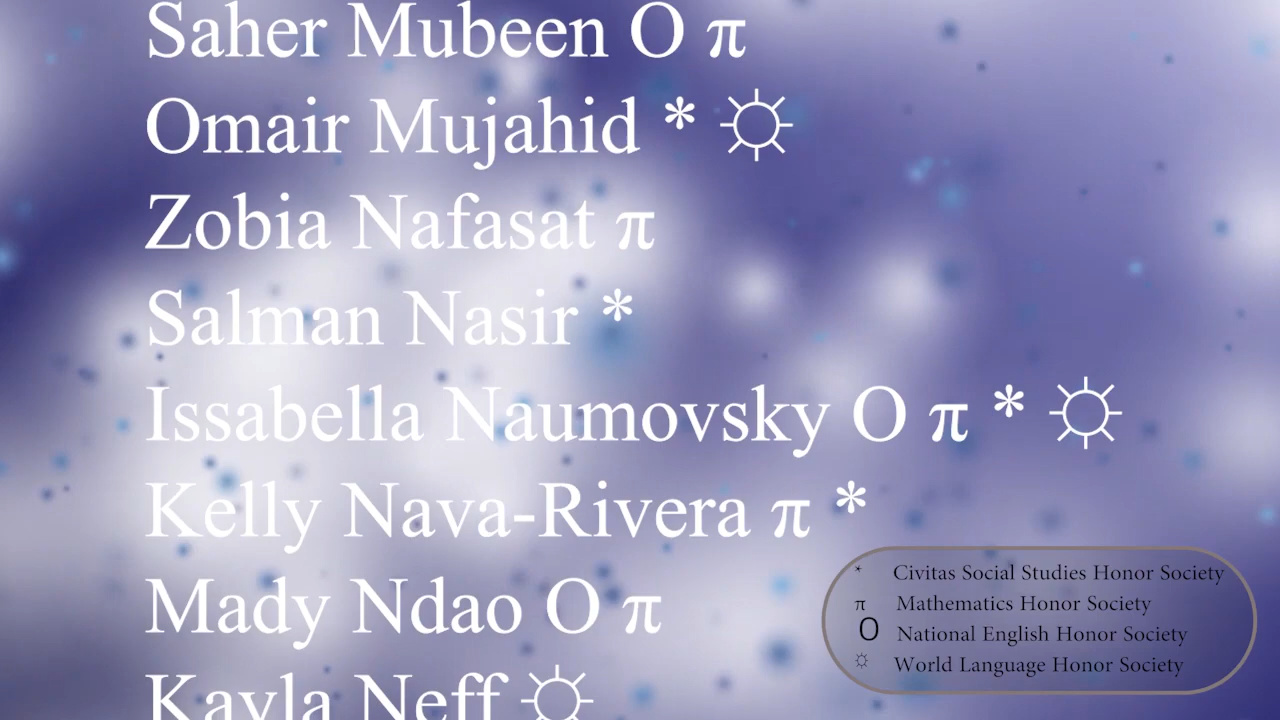 Saher Mubeen O π
Omair Mujahid * ☼
Zobia Nafasat π
Salman Nasir *
Issabella Naumovsky O π * ☼
Kelly Nava-Rivera π *
Mady Ndao O π
Kayla Neff ☼
* Civitas Social Studies Honor Society
π Mathematics Honor Society
O National English Honor Society
☼ World Language Honor Society